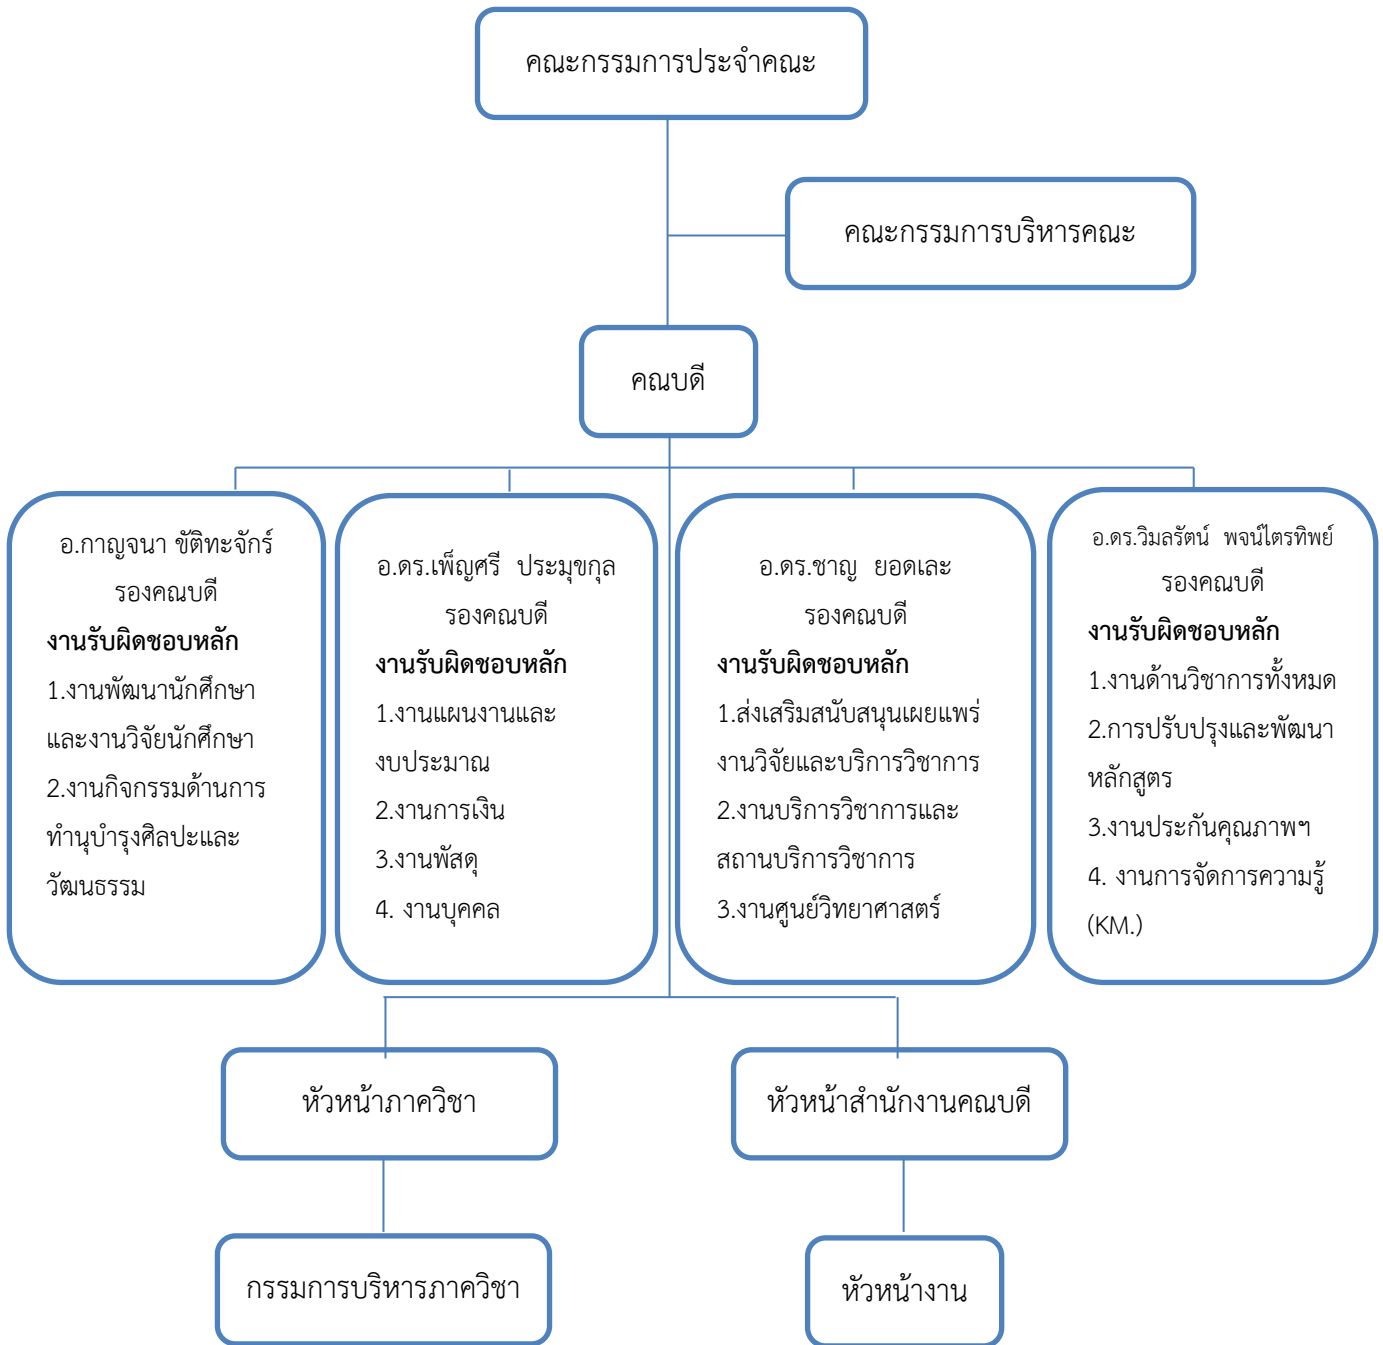 คณะกรรมการประจำคณะ
คณะกรรมการบริหารคณะ
คณบดี
อ.กาญจนา ขัติทะจักร์
รองคณบดี
งานรับผิดชอบหลัก
1.งานพัฒนานักศึกษา
และงานวิจัยนักศึกษา
2.งานกิจกรรมด้านการ
ทำนุบำรุงศิลปะและ
วัฒนธรรม
อ.ดร.เพ็ญศรี ประมุขกุล
รองคณบดี
งานรับผิดชอบหลัก
1.งานแผนงานและ
งบประมาณ
2.งานการเงิน
3.งานพัสดุ
4. งานบุคคล
อ.ดร.ชาญ ยอดเละ
รองคณบดี
งานรับผิดชอบหลัก
1.ส่งเสริมสนับสนุนเผยแพร่
งานวิจัยและบริการวิชาการ
2.งานบริการวิชาการและ
สถานบริการวิชาการ
3.งานศูนย์วิทยาศาสตร์
อ.ดร.วิมลรัตน์ พจน์ไตรทิพย์
รองคณบดี
งานรับผิดชอบหลัก
1.งานด้านวิชาการทั้งหมด
2.การปรับปรุงและพัฒนา
หลักสูตร
3.งานประกันคุณภาพฯ
4. งานการจัดการความรู้
(KM.)
หัวหน้าภาควิชา
หัวหน้าสำนักงานคณบดี
กรรมการบริหารภาควิชา
หัวหน้างาน